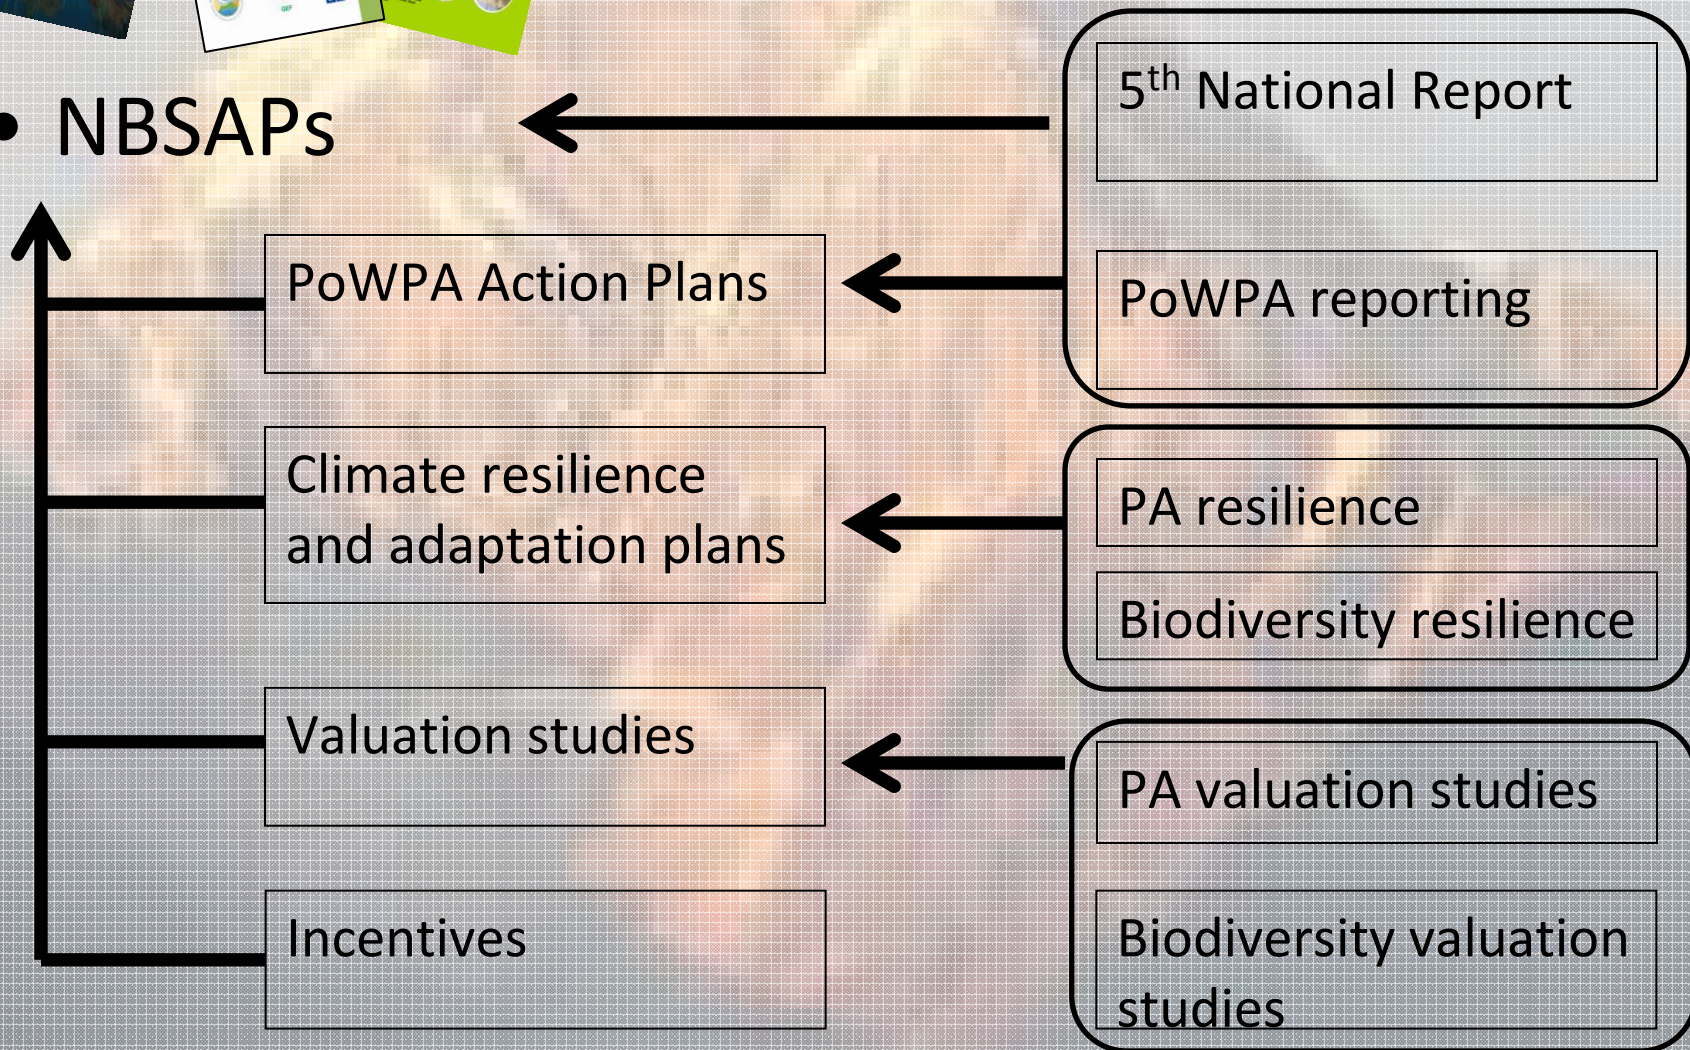 GEF
• NBSAPs
5th National Report
PoWPA Action Plans
PoWPA reporting
Climate resilience
and adaptation plans
PA resilience
Biodiversity resilience
Valuation studies
PA valuation studies
Incentives
Biodiversity valuation
studies